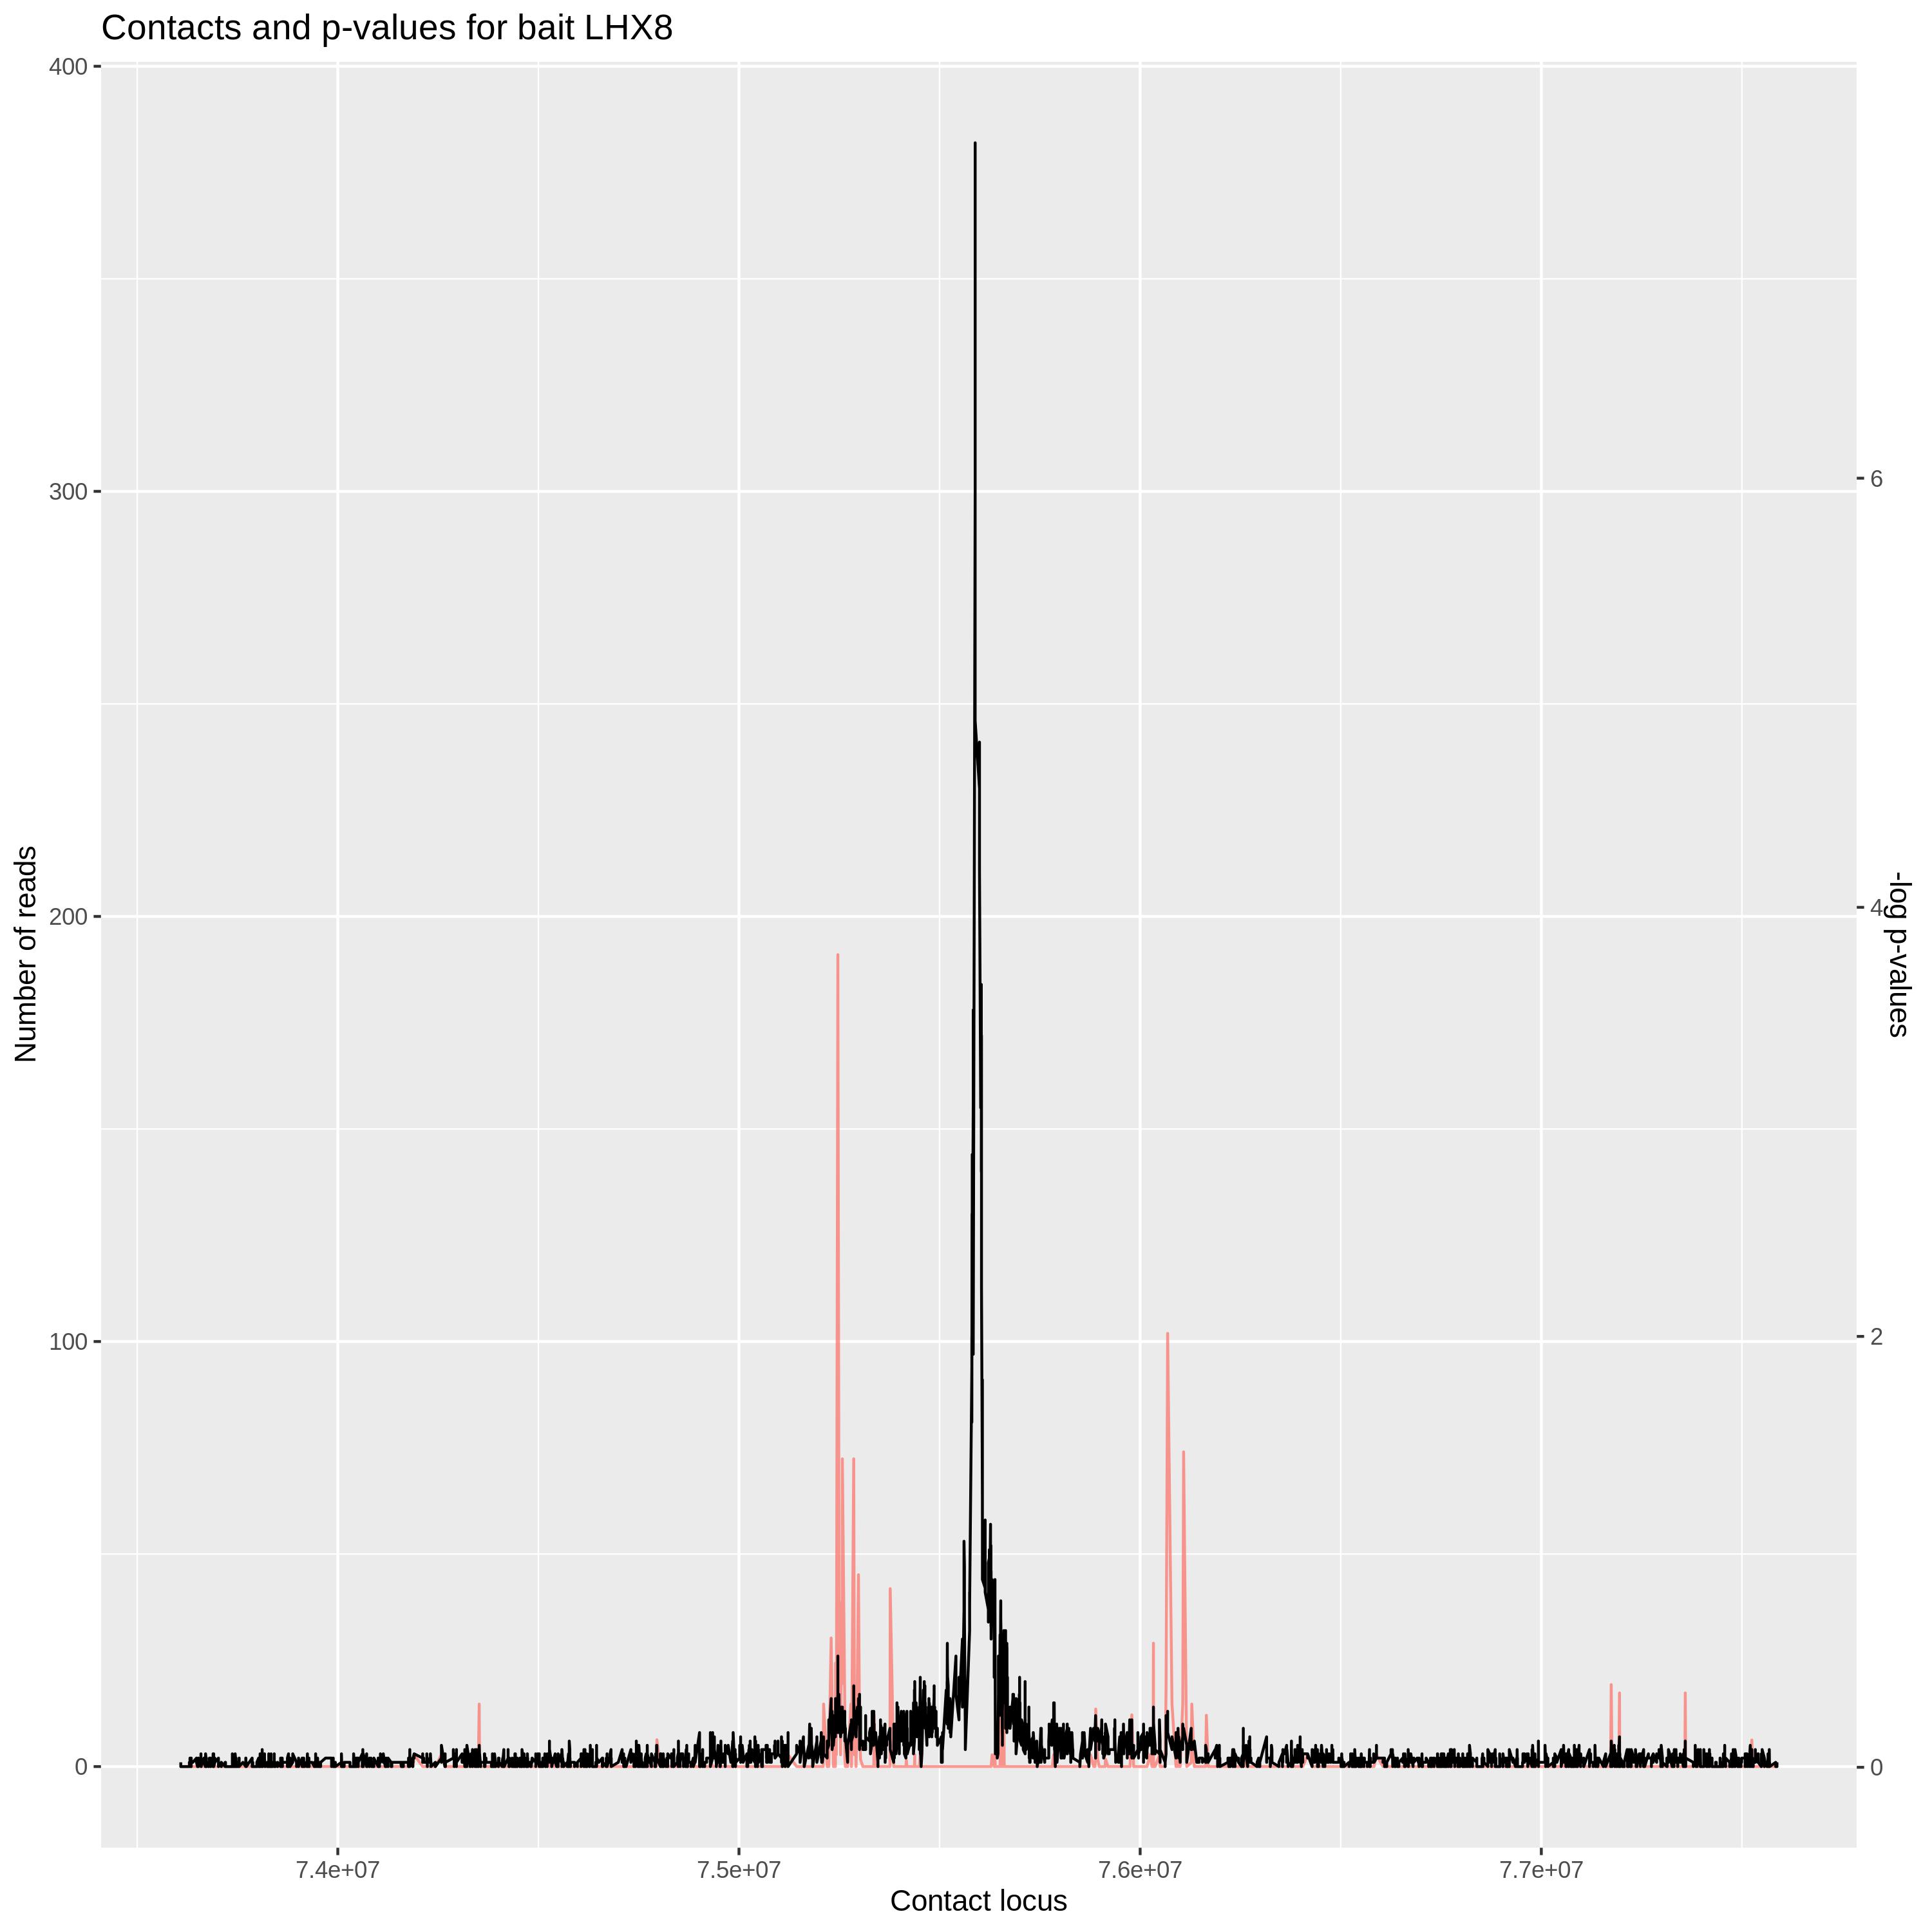 Contacts and p-values for bait LHX8
400
300
200
100
0
Number of reads
6
4
2
0
-log p-values
7.4e+07 7.5e+07 7.6e+07 7.7e+07
Contact locus